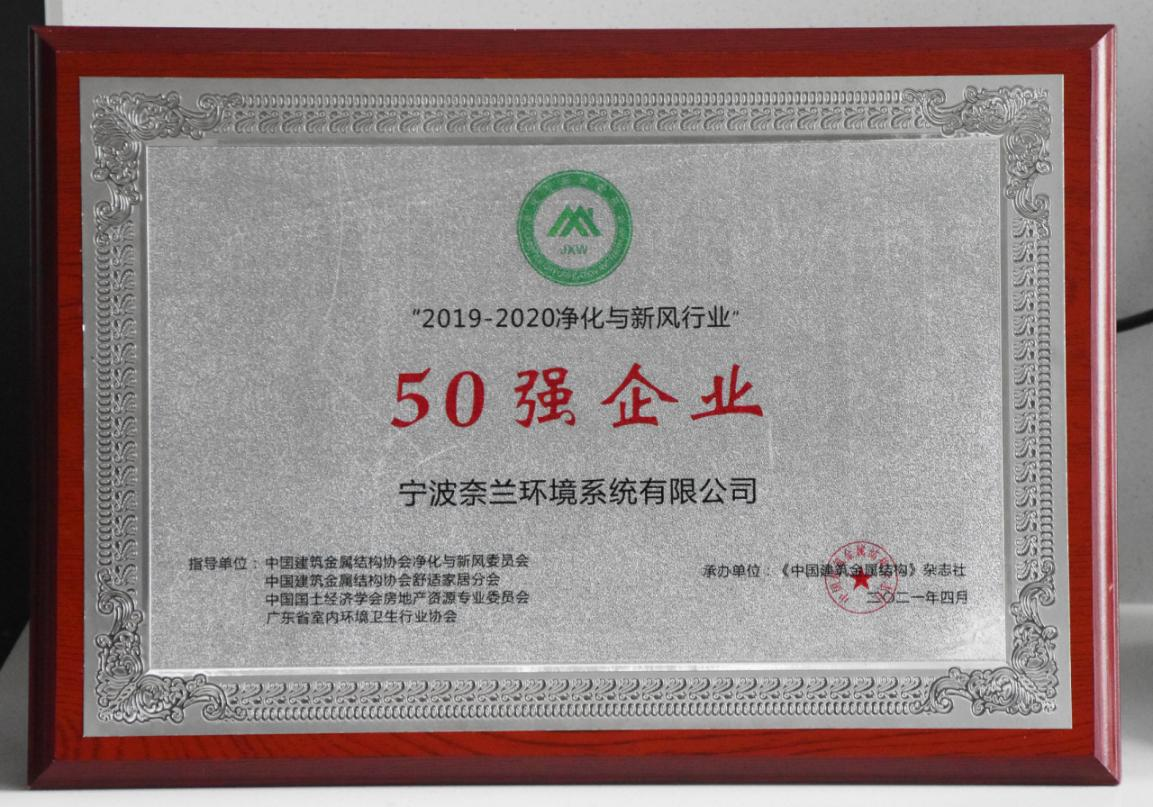 JXW
“2019-2020净化与新风行业”
50强企业
宁波奈兰环境系统有限公司
指导单位：中国建筑金属结构协会净化与新风委员会
中国建筑金属结构协会舒适家居分会
中国国土经济学会房地产资源专业委员会
广东省室内环境卫生行业协会
承办单位：《中国建筑金属结构》杂志社
二〇二一年四月